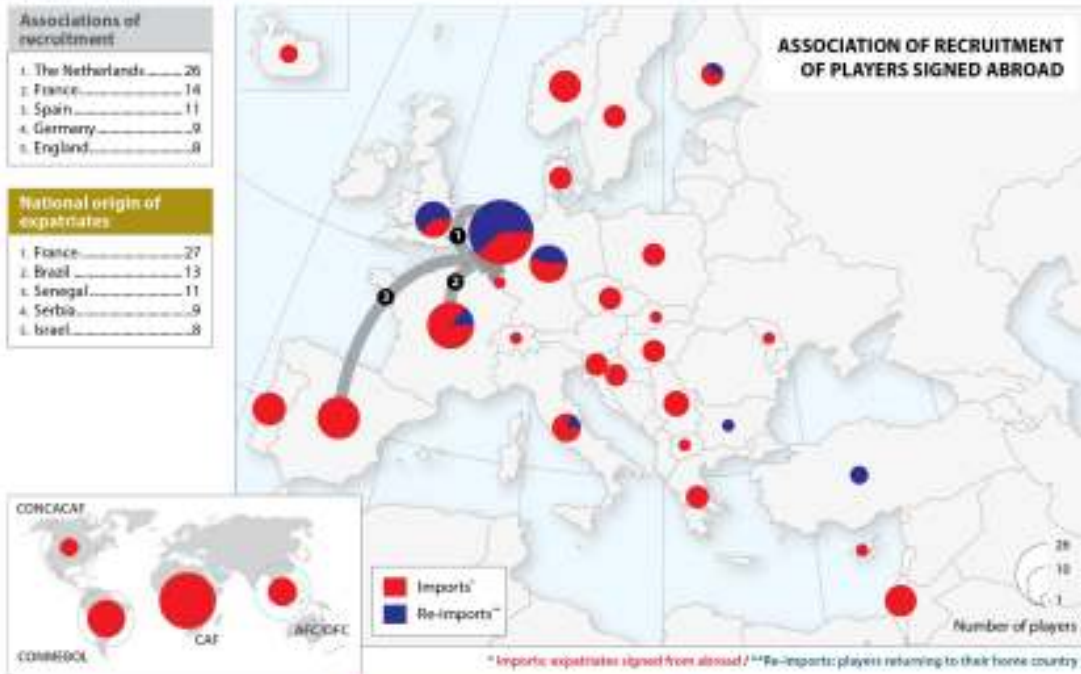 Associations of
recruitment
1. The Netherlands 26
2. France 14
3. Spain 11
4. Germany 9
5. England 8
National origin of
expatriates
1. France 27
2. Brazil 13
3. Senegal 11
4. Serbia 9
5. Israel 8
ASSOCIATION OF RECRUITMENT
OF PLAYERS SIGNED ABROAD
1
2
3
CONCACAF
CONMEBOL
CAF
AFC/OFC
Imports*
Re-imports**
26
10
1
Number of players
* Imports: expatriates signed from abroad / **Re-imports: players returning to their home country